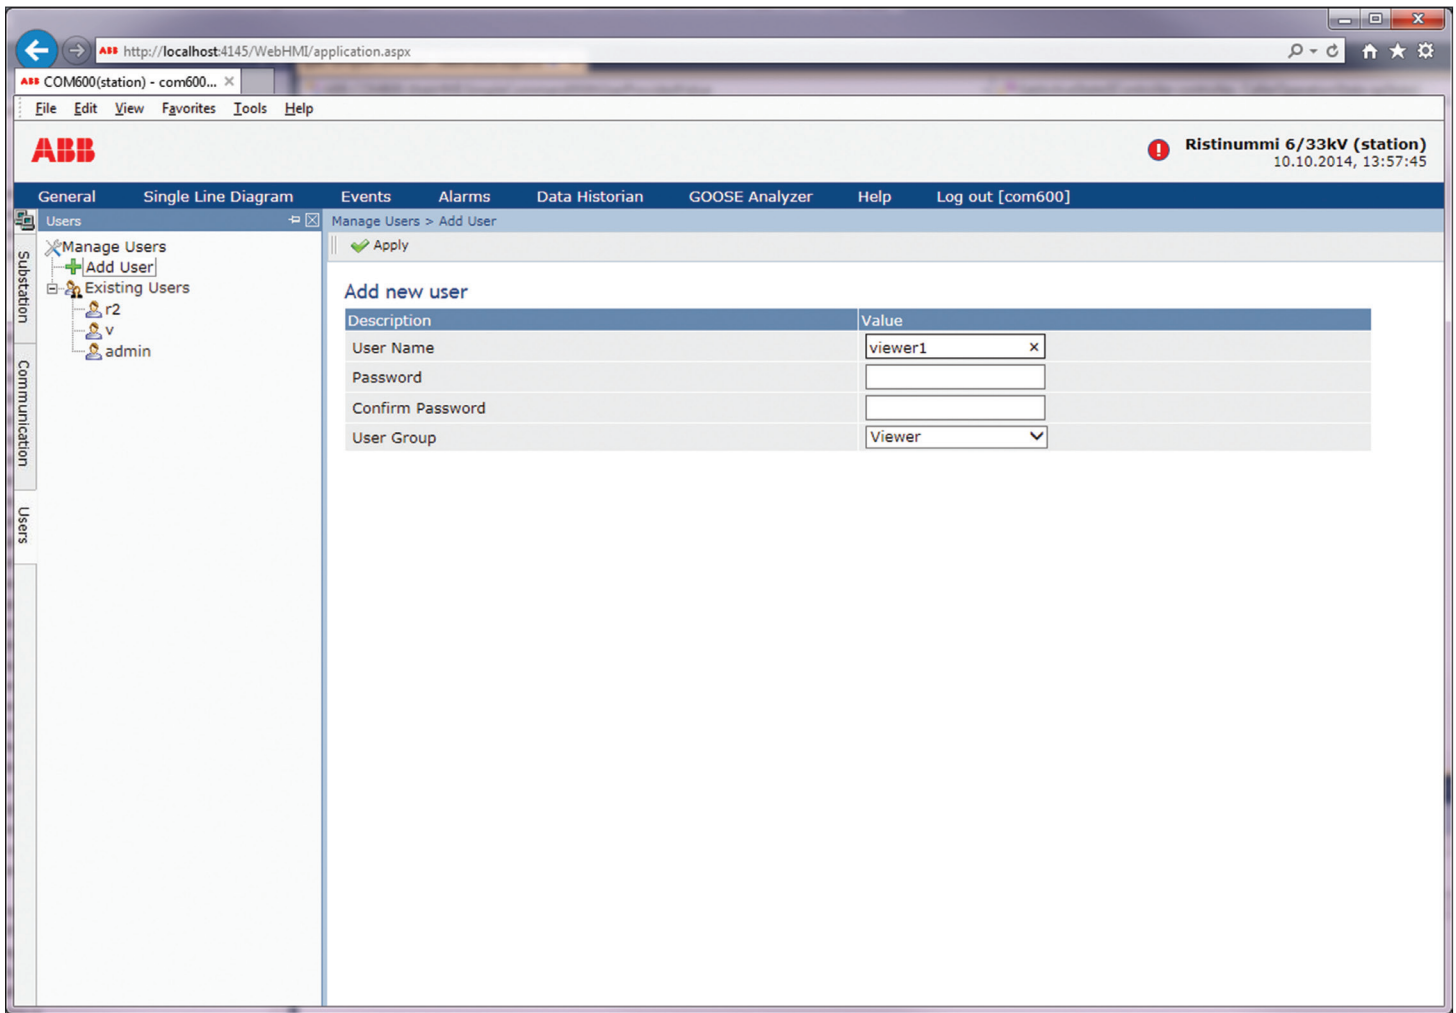 ABB http://localhost:4145/WebHMI/application.aspx
ABB COM600(station) - com600...
File Edit View Favorites Tools Help
ABB
Ristinummi 6/33kV (station)
10.10.2014, 13:57:45
General Single Line Diagram Events Alarms Data Historian GOOSE Analyzer Help Log out [com600]
Users
Manage Users > Add User
Substation
Communication
Users
Manage Users
Add User
Existing Users
r2
v
admin
Apply
Add new user
Description Value
User Name viewer1
Password
Confirm Password
User Group Viewer